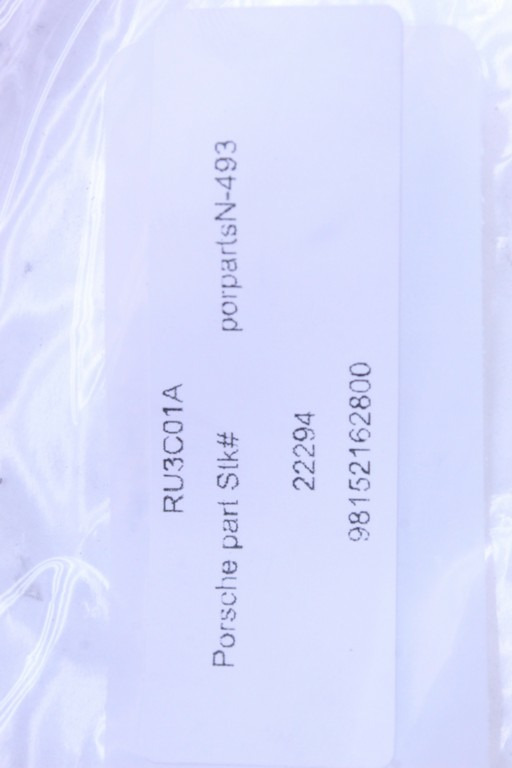 RU3C01A
Porsche part Stk# porpartsN-493
22294
98152162800